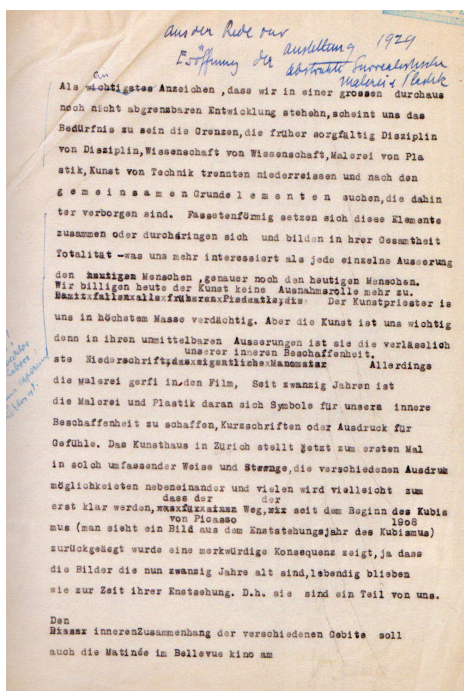 aus der Rede zur
Eröffnung der Ausstellung 1929
abstrakte Surrealistische
Malerei & Plastik
Als wichtigstes Anzeichen ,dass wir in einer grossen durchaus
noch nicht abgrenzbaren Entwicklung stehehn,scheint uns das
Bedürfnis zu sein die Grenzen,die früher sorgfältig Disziplin
von Disziplin,Wissenschaft von Wissenschaft,Malerei von Pla
stik,Kunst von Technik trennten niederreissen und nach den
g e m e i n s a m e n Grunde l e m e n t e n suchen,die dahin
ter verborgen sind. Fassetenförmig setzen sich diese Elemente
zusammen oder durchdringen sich und bilden in hrer Gesamtheit
Totalität -was uns mehr interessiert als jede einzelne Ausserung
den heutigen Menschen ,genauer noch den heutigen Menschen.
Wir billigen heute der Kunst keine Ausnahmsrolle mehr zu.
Der Kunstpriester is
uns in höchstem Masse verdächtig. Aber die Kunst ist uns wichtig
denn in ihren unmittelbaren Ausserungen ist sie die verlässlich
unserer inneren Beschaffenheit.
ste Niederschrift, Allerdings
die Malerei in den Film, Seit zwanzig Jahren ist
die Malerei und Plastik daran sich Symbole für unsere innere
Beschaffenheit zu schaffen,Kurzschriften oder Ausdruck für
Gefühle. Das Kunsthaus in Zürich stellt jetzt zum ersten Mal
in solch umfassender Weise und Strenge,die verschiedenen Ausdruk
möglichkeieten nebeneinander und vielen wird vielleicht zum
dass der der
erst klar werden, Weg, seit dem Beginn des Kubis
von Picasso 1908
mus (man sieht ein Bild aus dem Enststehungsjahr des Kubismus)
zurückgelegt wurde eine merkwürdige Konsequenz zeigt,ja dass
die Bilder die nun zwanzig Jahre alt sind,lebendig blieben
wie zur Zeit ihrer Enstsehung. D.h. sie sind ein Teil von uns.
Den
Dieser innerenZusammenhang der verschiedenen Gebite soll
auch die Matinée im Bellevue kino am